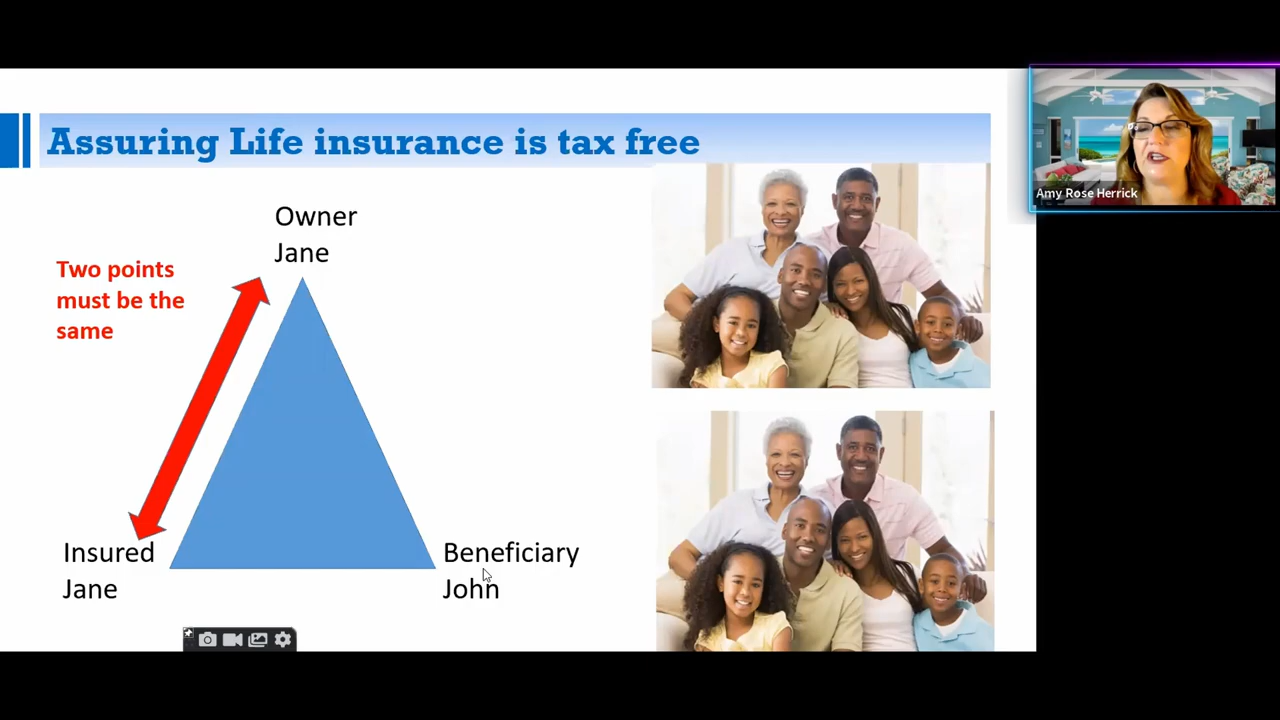 Assuring Life insurance is tax free
Amy Rose Herrick
Owner
Jane
Two points
must be the
same
Insured
Jane
Beneficiary
John